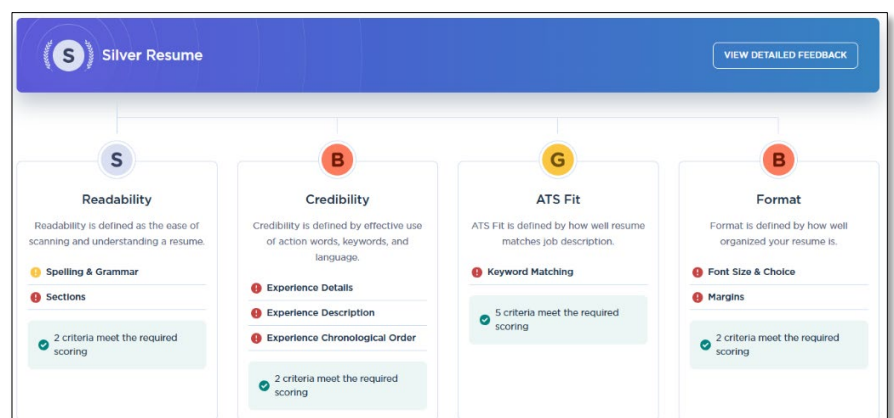 S Silver Resume
VIEW DETAILED FEEDBACK
S
Readability
Readability is defined as the ease of
scanning and understanding a resume.
Spelling & Grammar
Sections
2 criteria meet the required
scoring
B
Credibility
Credibility is defined by effective use
of action words, keywords, and
language.
Experience Details
Experience Description
Experience Chronological Order
2 criteria meet the required
scoring
G
ATS Fit
ATS Fit is defined by how well resume
matches job description.
Keyword Matching
5 criteria meet the required
scoring
B
Format
Format is defined by how well
organized your resume is.
Font Size & Choice
Margins
2 criteria meet the required
scoring